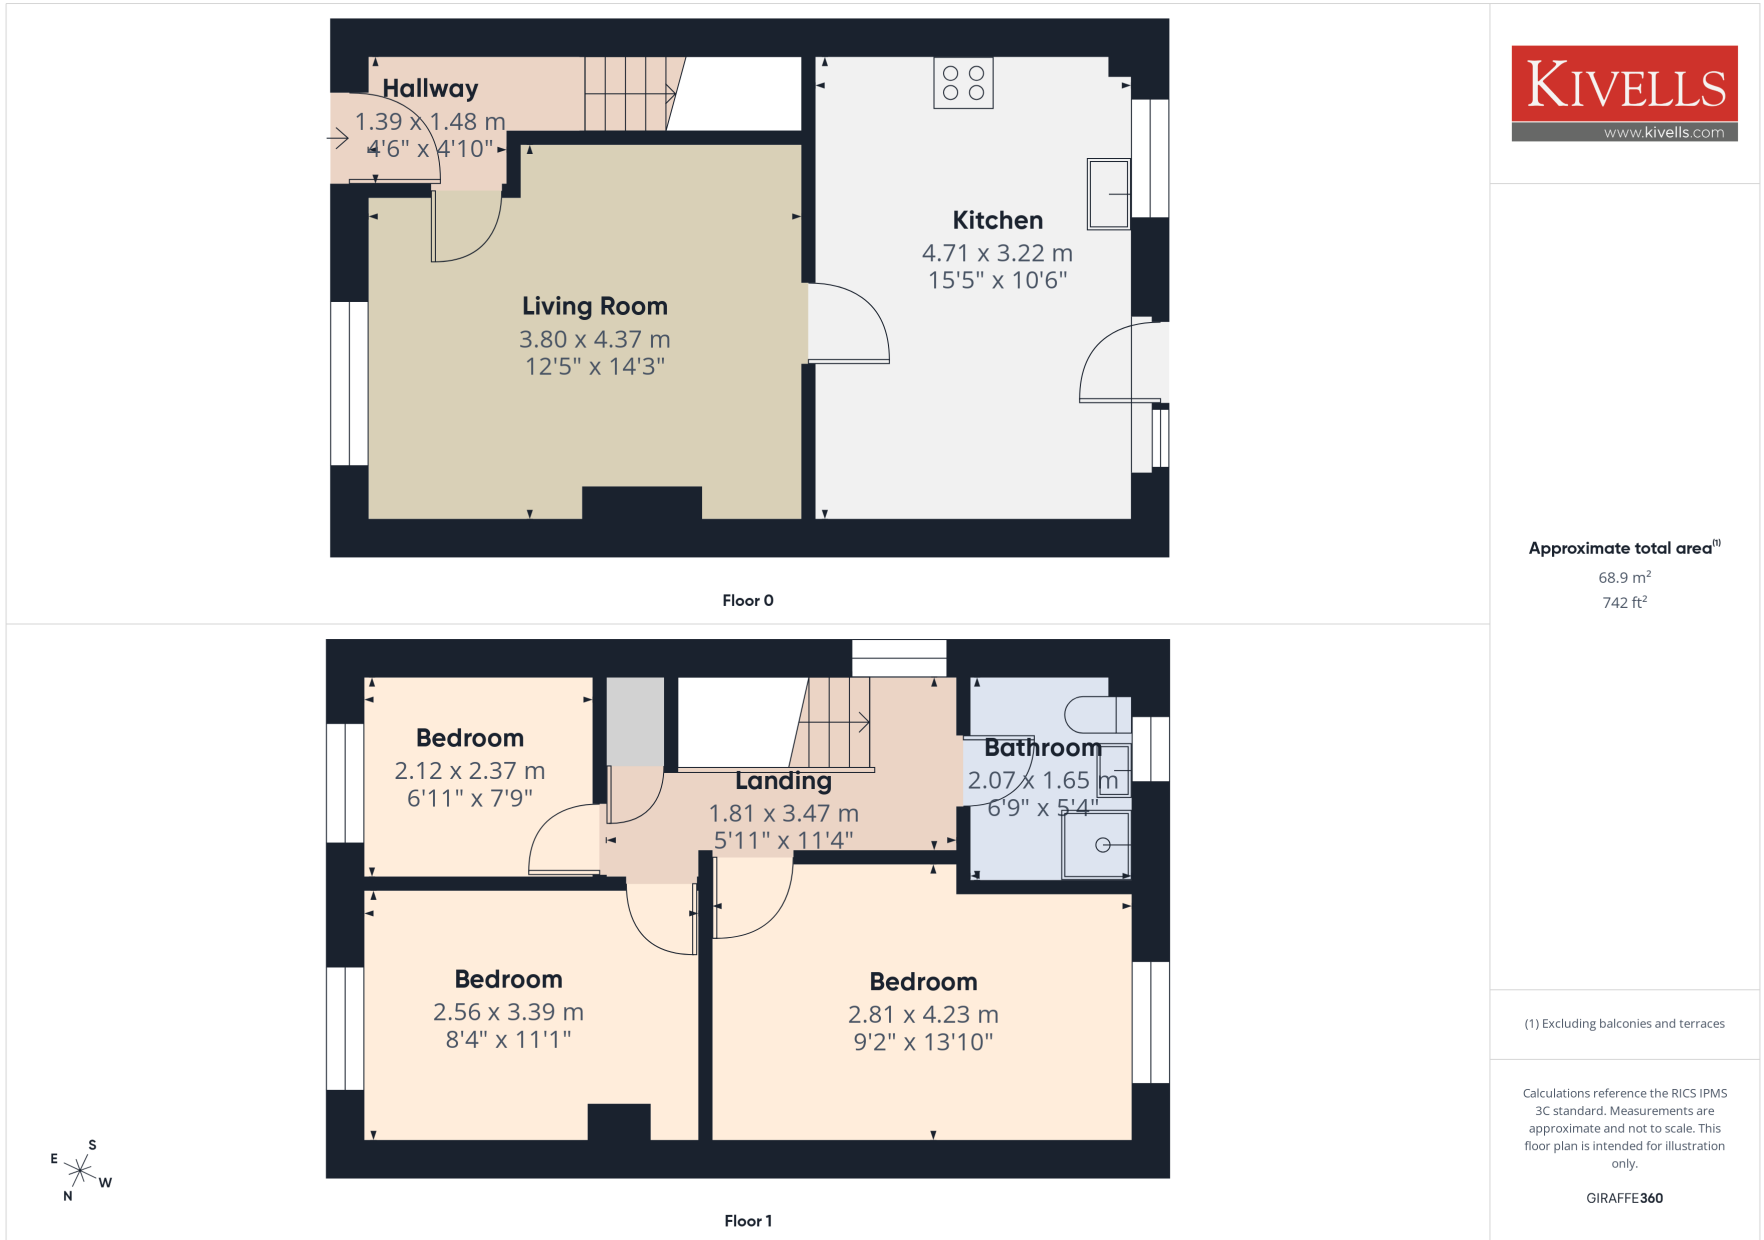 Hallway
1.39 x 1.48 m
4'6" x 4'10"
Living Room
3.80 x 4.37 m
12'5" x 14'3"
Kitchen
4.71 x 3.22 m
15'5" x 10'6"
Floor 0
Bedroom
2.12 x 2.37 m
6'11" x 7'9"
Landing
1.81 x 3.47 m
5'11" x 11'4"
Bathroom
2.07 x 1.65 m
6'9" x 5'4"
Bedroom
2.56 x 3.39 m
8'4" x 11'1"
Bedroom
2.81 x 4.23 m
9'2" x 13'10"
S
E
W
N
Floor 1
KIVELLS
www.kivells.com
Approximate total area⁽¹⁾
68.9 m²
742 ft²
(1) Excluding balconies and terraces
Calculations reference the RICS IPMS
3C standard. Measurements are
approximate and not to scale. This
floor plan is intended for illustration
only.
GIRAFFE360